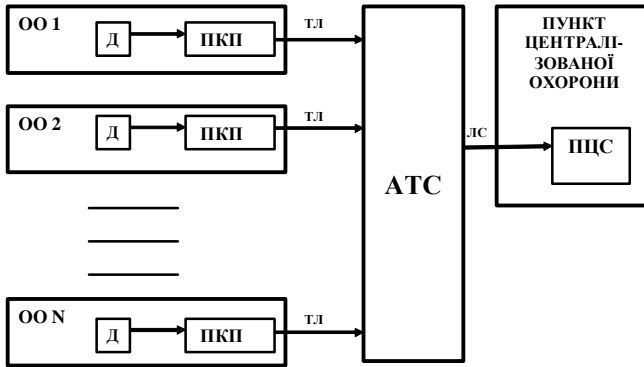 ОО 1
Д
ПКП
ТЛ
ОО 2
Д
ПКП
ТЛ
ОО N
Д
ПКП
ТЛ
АТС
ЛС
ПУНКТ
ЦЕНТРАЛІ-
ЗОВАНОЇ
ОХОРОНИ
ПЦС